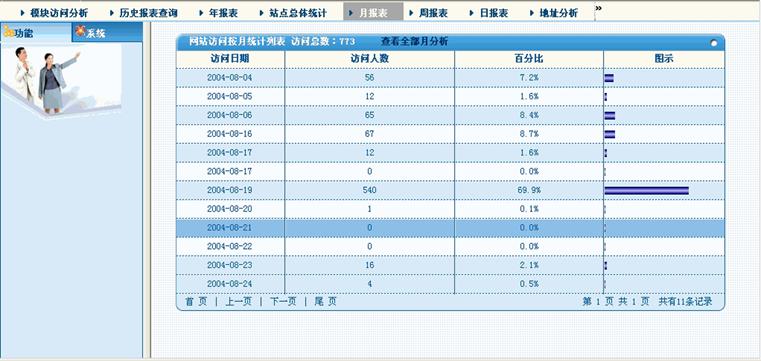 模块访问分析 历史报表查询 年报表 站点总体统计 月报表 周报表 日报表 地址分析 »
功能 系统
网站访问按月统计列表 访问总数：773 查看全部月分析
访问日期 访问人数 百分比 图示
2004-08-04 56 7.2%
2004-08-05 12 1.6%
2004-08-06 65 8.4%
2004-08-16 67 8.7%
2004-08-17 12 1.6%
2004-08-17 0 0.0%
2004-08-19 540 69.9%
2004-08-20 1 0.1%
2004-08-21 0 0.0%
2004-08-22 0 0.0%
2004-08-23 16 2.1%
2004-08-24 4 0.5%
首 页 | 上一页 | 下一页 | 尾 页 第 1 页 共 1 页 共有11条记录